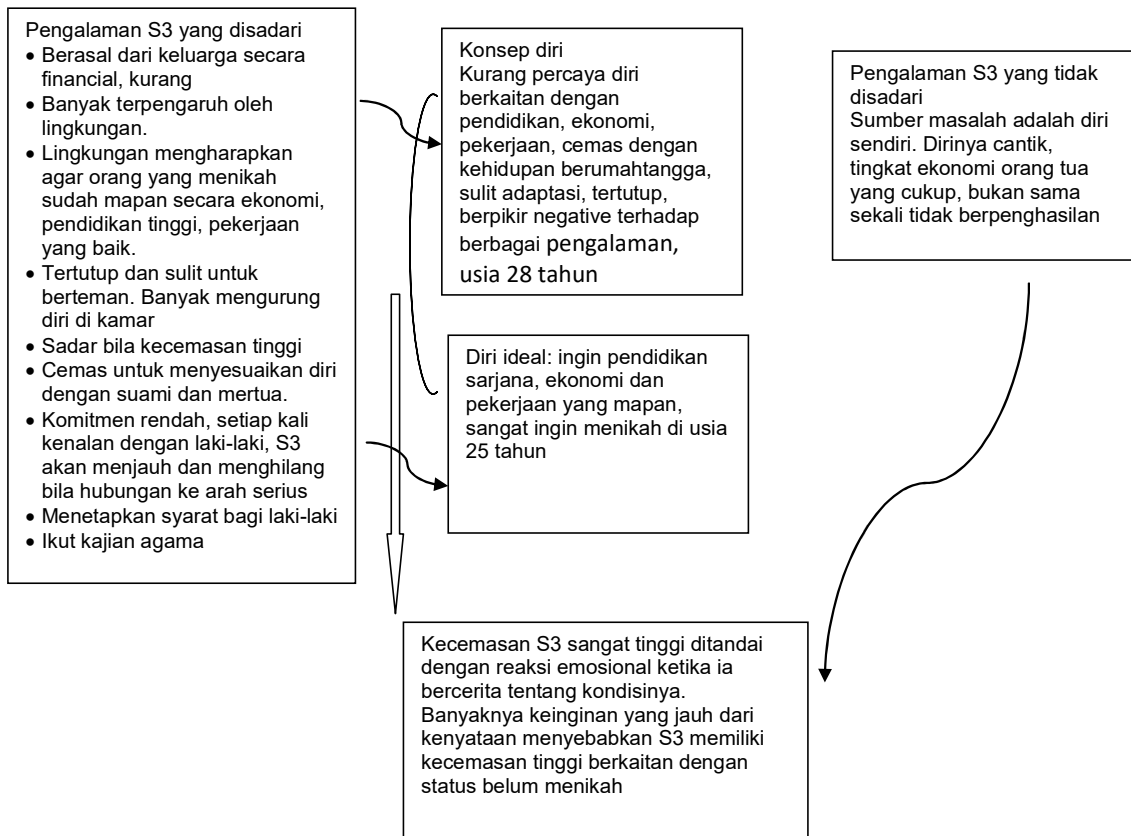 Pengalaman S3 yang disadari
• Berasal dari keluarga secara
financial, kurang
• Banyak terpengaruh oleh
lingkungan.
• Lingkungan mengharapkan
agar orang yang menikah
sudah mapan secara ekonomi,
pendidikan tinggi, pekerjaan
yang baik.
• Tertutup dan sulit untuk
berteman. Banyak mengurung
diri di kamar
• Sadar bila kecemasan tinggi
• Cemas untuk menyesuaikan diri
dengan suami dan mertua.
• Komitmen rendah, setiap kali
kenalan dengan laki-laki, S3
akan menjauh dan menghilang
bila hubungan ke arah serius
• Menetapkan syarat bagi laki-laki
• Ikut kajian agama
Konsep diri
Kurang percaya diri
berkaitan dengan
pendidikan, ekonomi,
pekerjaan, cemas dengan
kehidupan berumahtangga,
sulit adaptasi, tertutup,
berpikir negative terhadap
berbagai pengalaman,
usia 28 tahun
Diri ideal: ingin pendidikan
sarjana, ekonomi dan
pekerjaan yang mapan,
sangat ingin menikah di usia
25 tahun
Pengalaman S3 yang tidak
disadari
Sumber masalah adalah diri
sendiri. Dirinya cantik,
tingkat ekonomi orang tua
yang cukup, bukan sama
sekali tidak berpenghasilan
Kecemasan S3 sangat tinggi ditandai
dengan reaksi emosional ketika ia
bercerita tentang kondisinya.
Banyaknya keinginan yang jauh dari
kenyataan menyebabkan S3 memiliki
kecemasan tinggi berkaitan dengan
status belum menikah